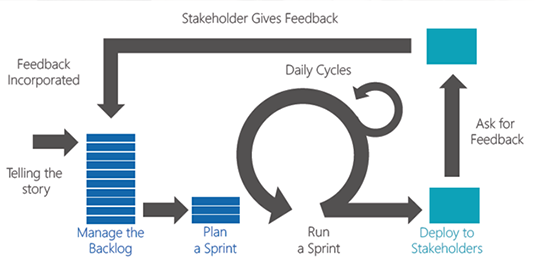 Stakeholder Gives Feedback
Feedback
Incorporated
Daily Cycles
Ask for
Feedback
Telling the
story
Manage the
Backlog
Plan
a Sprint
Run
a Sprint
Deploy to
Stakeholders